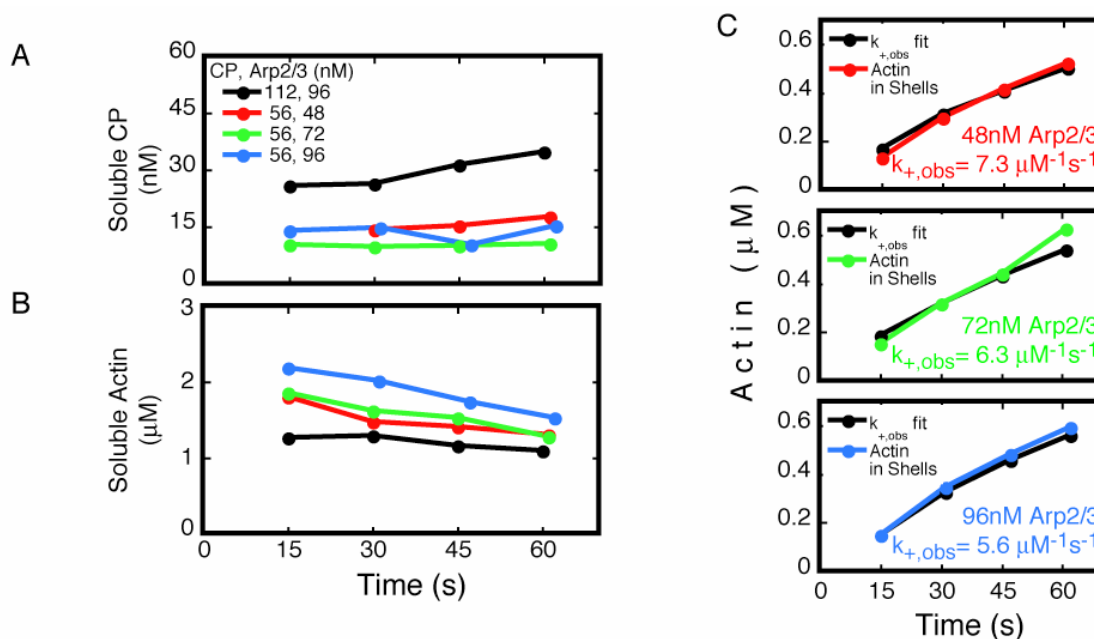 A
Soluble CP
(nM)
60
45
30
15
0
CP, Arp2/3 (nM)
112, 96
56, 48
56, 72
56, 96
B
Soluble Actin
(μM)
3
2
1
0
0 15 30 45 60
Time (s)
C
Actin (μM)
0.6
0.4
0.2
0
k+,obs fit
Actin
in Shells
48nM Arp2/3
k+,obs= 7.3 μM-1s-1
0.6
0.4
0.2
0
k+,obs fit
Actin
in Shells
72nM Arp2/3
k+,obs= 6.3 μM-1s-1
0.6
0.4
0.2
0
k+,obs fit
Actin
in Shells
96nM Arp2/3
k+,obs= 5.6 μM-1s-1
0 15 30 45 60
Time (s)